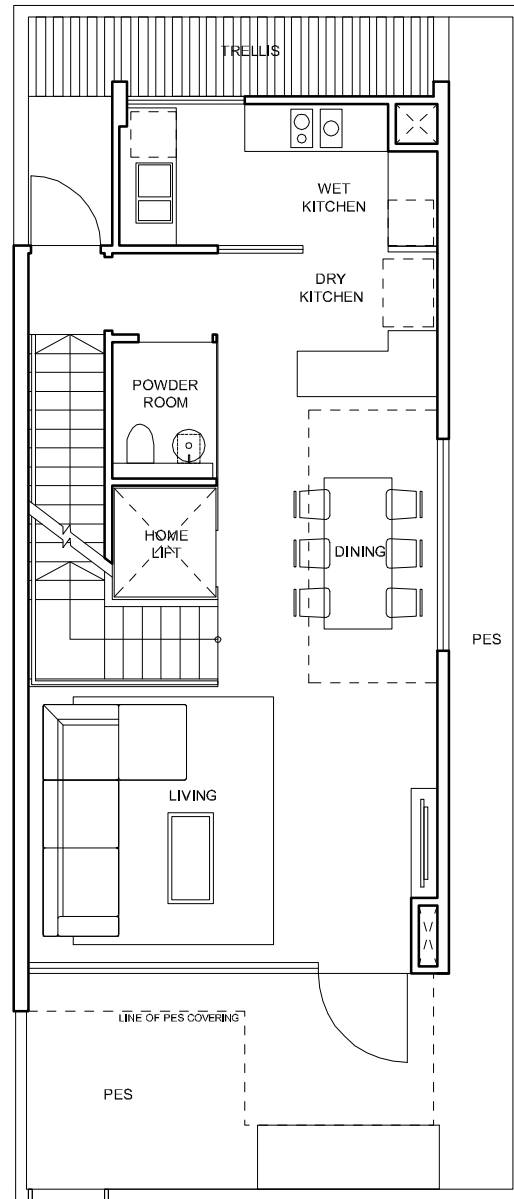 TRELLIS
WET
KITCHEN
DRY
KITCHEN
POWDER
ROOM
HOME
LIFT
DINING
PES
LIVING
LINE OF PES COVERING
PES